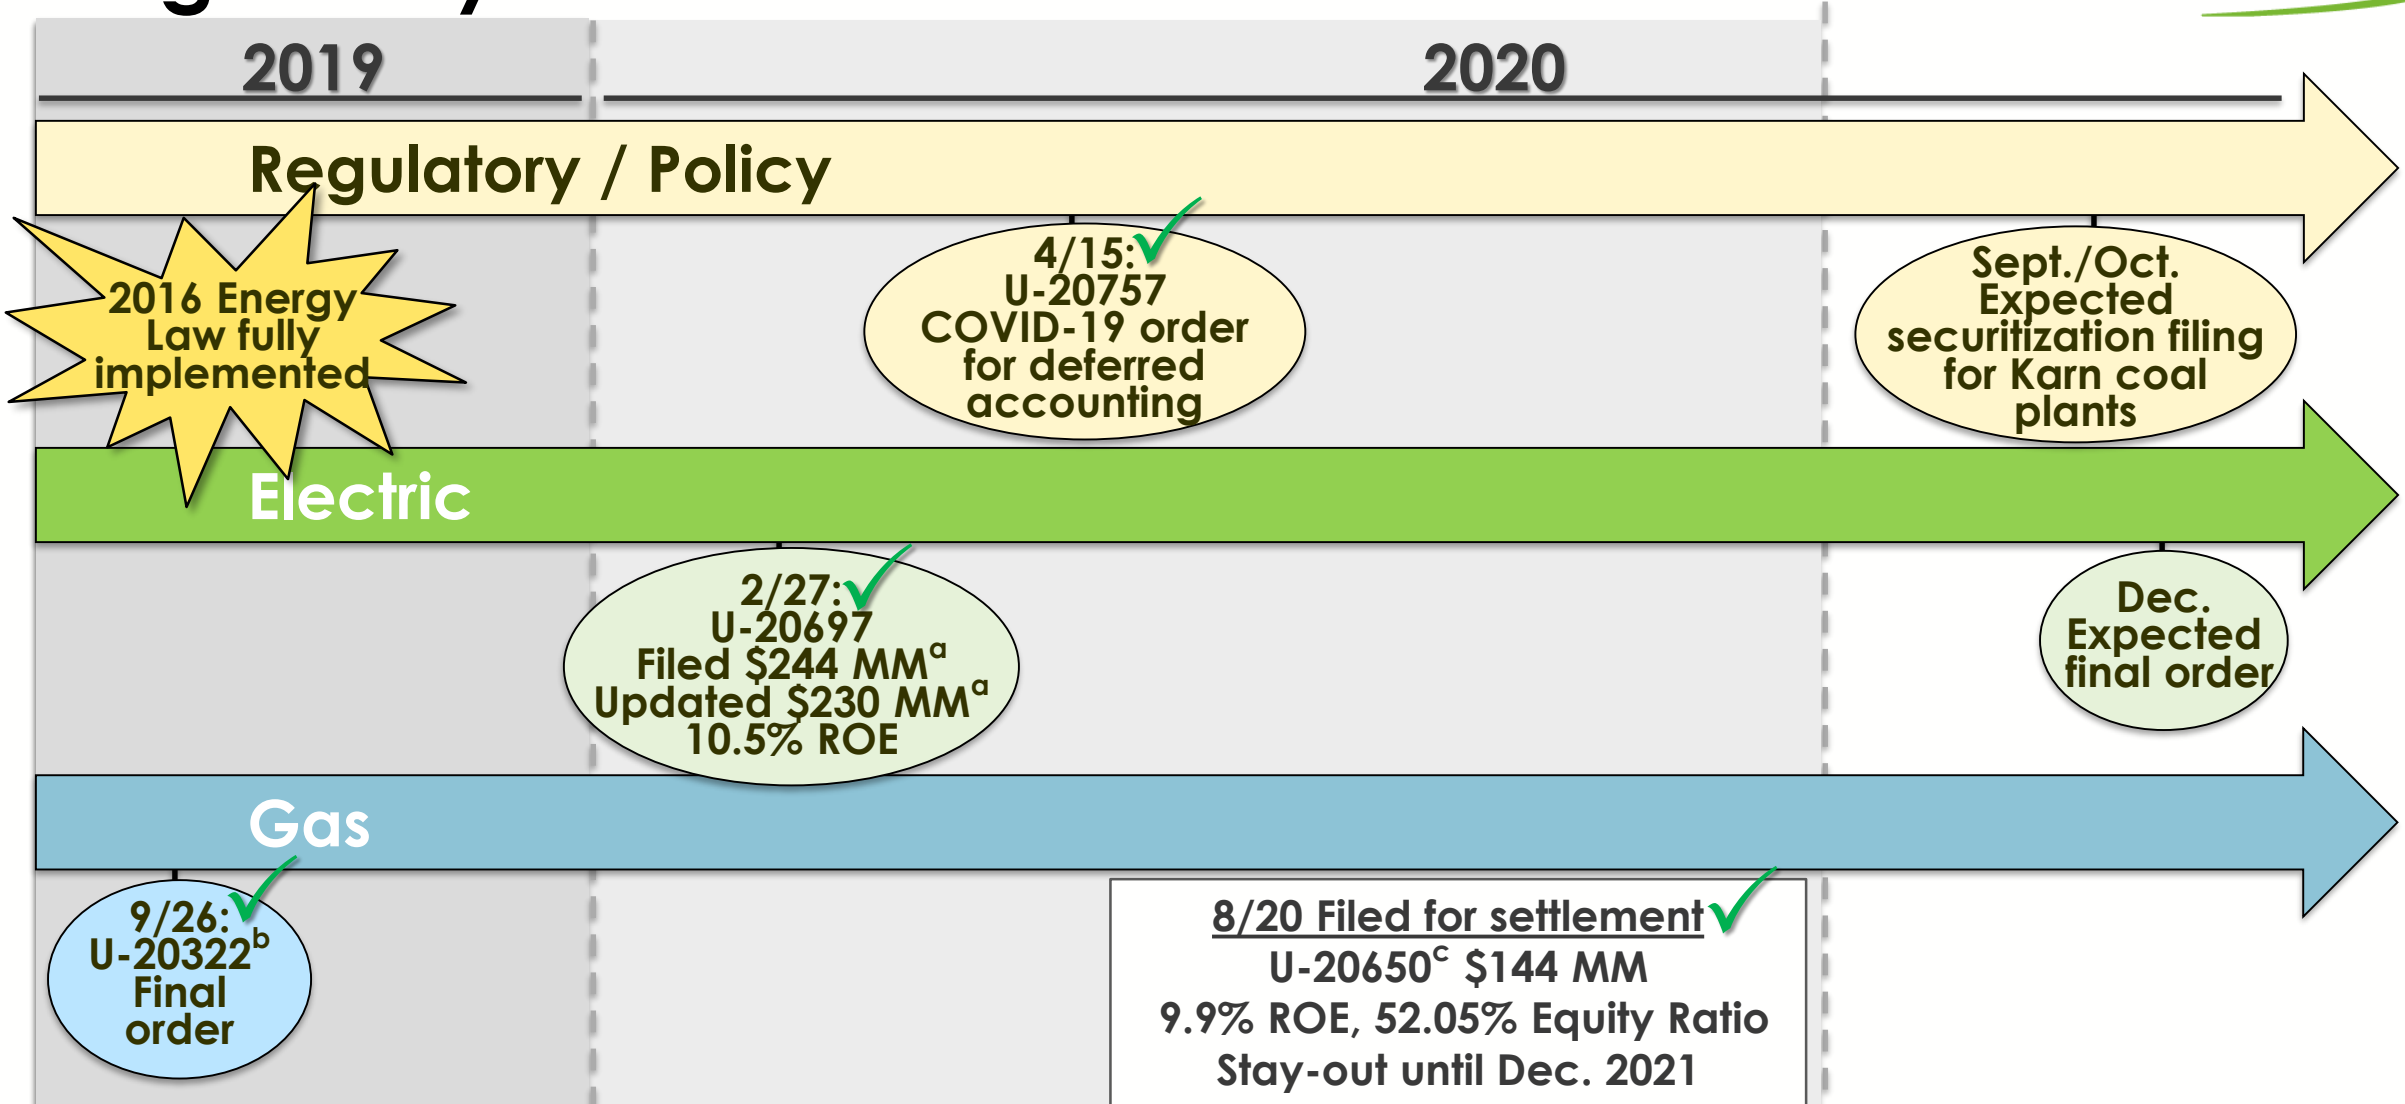 2019
2020
Regulatory / Policy
2016 Energy
Law fully
implemented
4/15:
U-20757
COVID-19 order
for deferred
accounting
Sept./Oct.
Expected
securitization filing
for Karn coal
plants
Electric
2/27:
U-20697
Filed $244 MMᵃ
Updated $230 MMᵃ
10.5% ROE
Dec.
Expected
final order
Gas
9/26:
U-20322ᵇ
Final
order
8/20 Filed for settlement
U-20650ᶜ $144 MM
9.9% ROE, 52.05% Equity Ratio
Stay-out until Dec. 2021